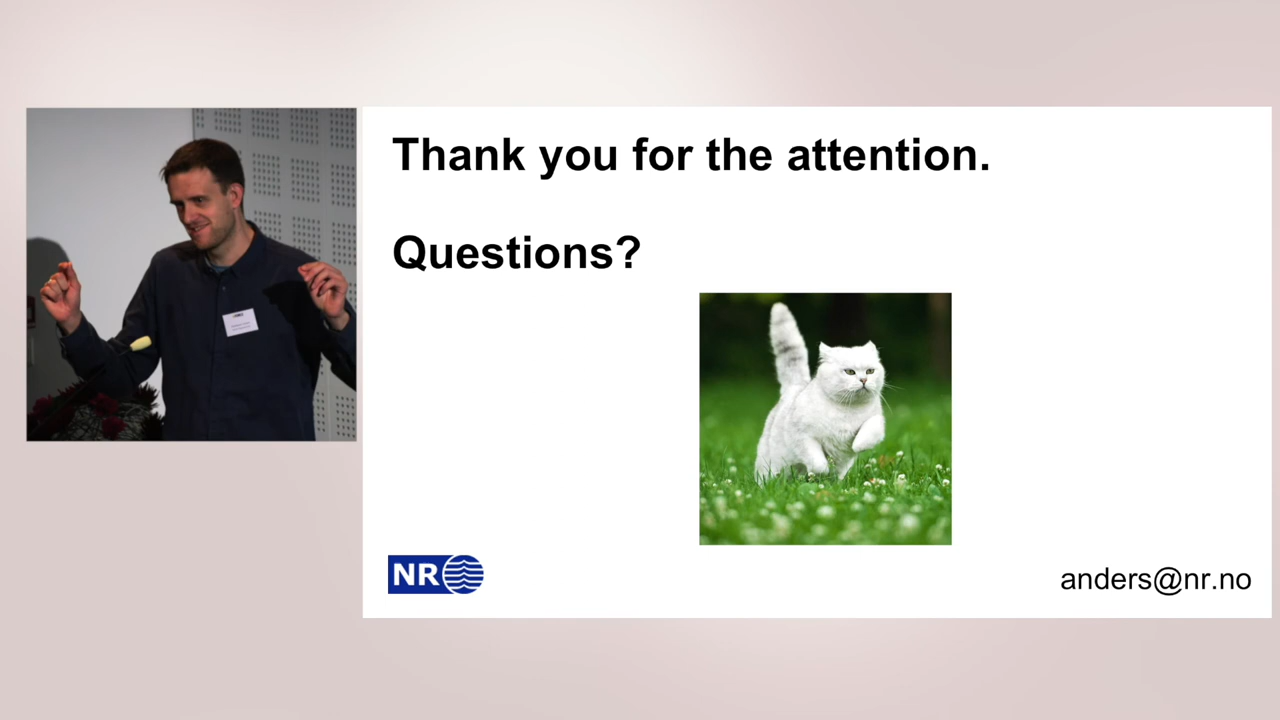 Thank you for the attention.
Questions?
NR
anders@nr.no